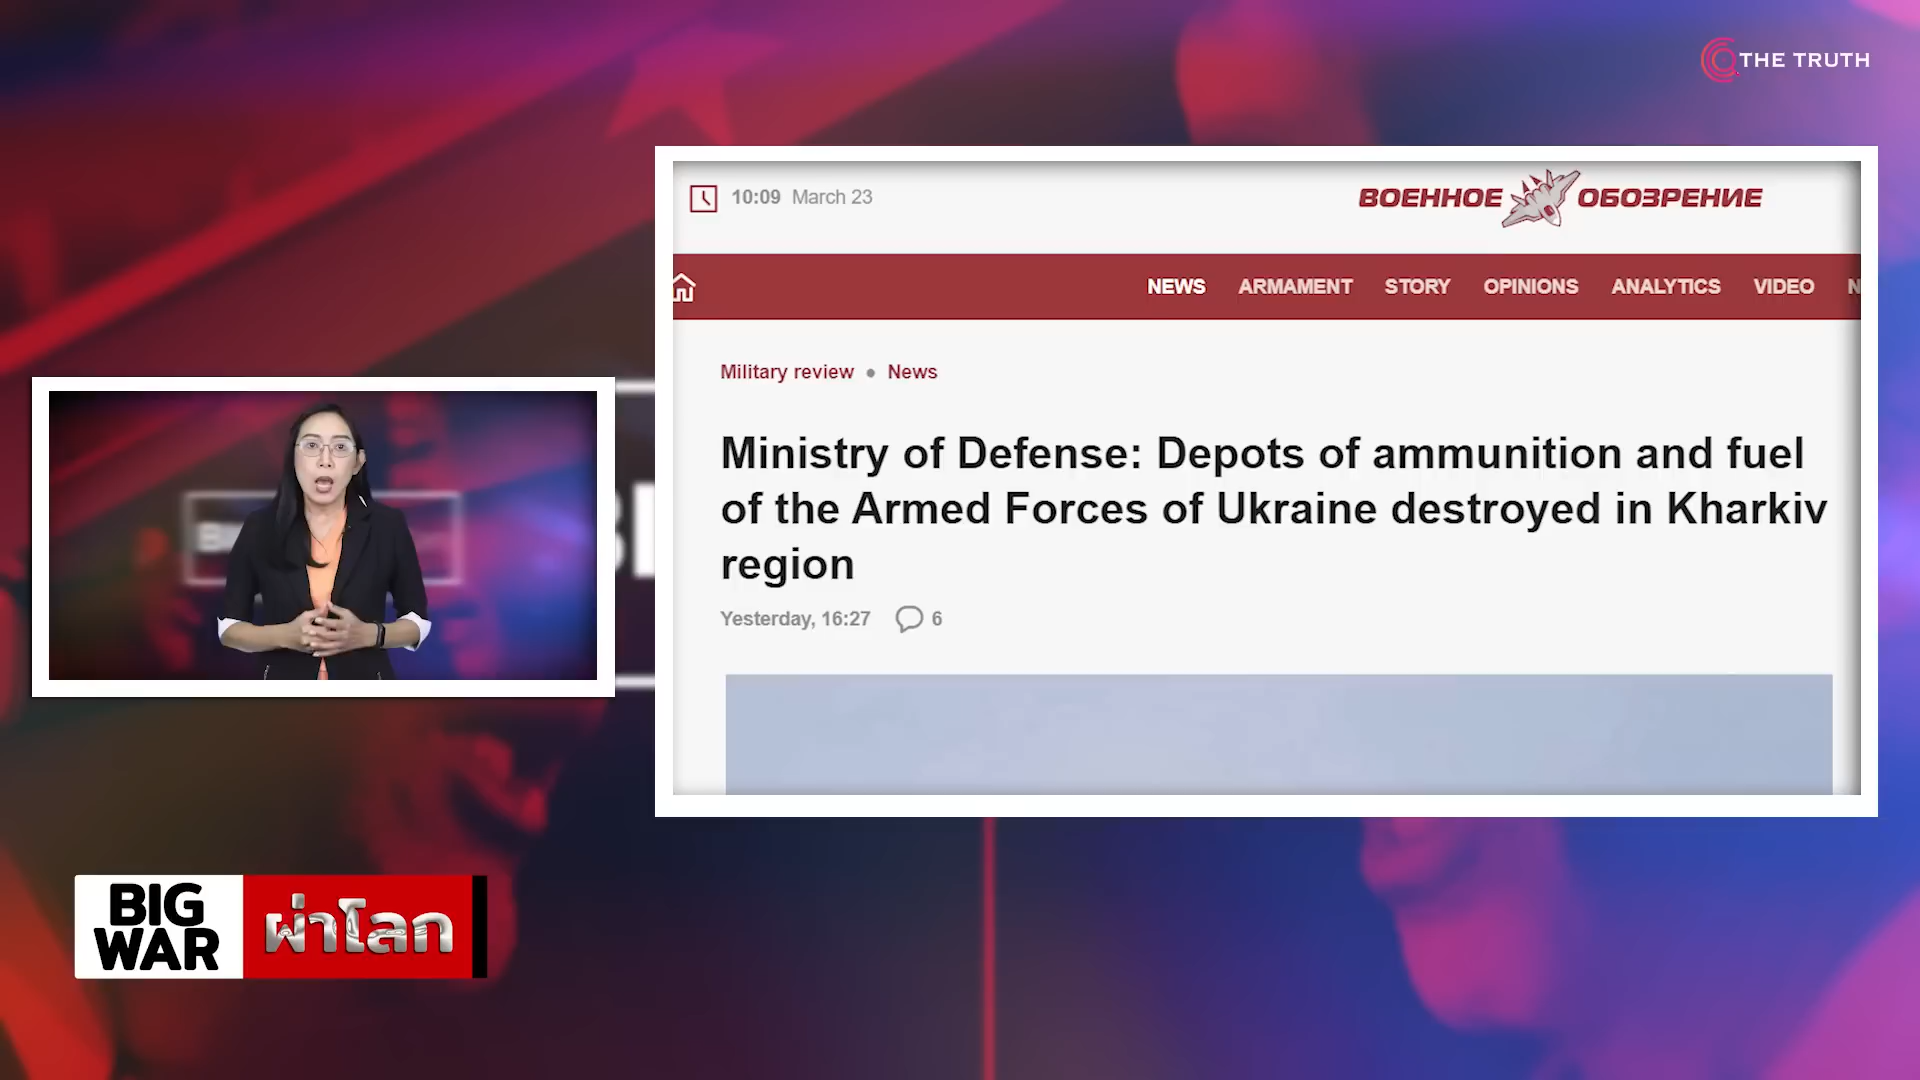 THE TRUTH
10:09 March 23
ВОЕННОЕ ОБОЗРЕНИЕ
NEWS ARMAMENT STORY OPINIONS ANALYTICS VIDEO
Military review • News
Ministry of Defense: Depots of ammunition and fuel
of the Armed Forces of Ukraine destroyed in Kharkiv
region
Yesterday, 16:27 6
BIG
WAR
ผ่าโลก